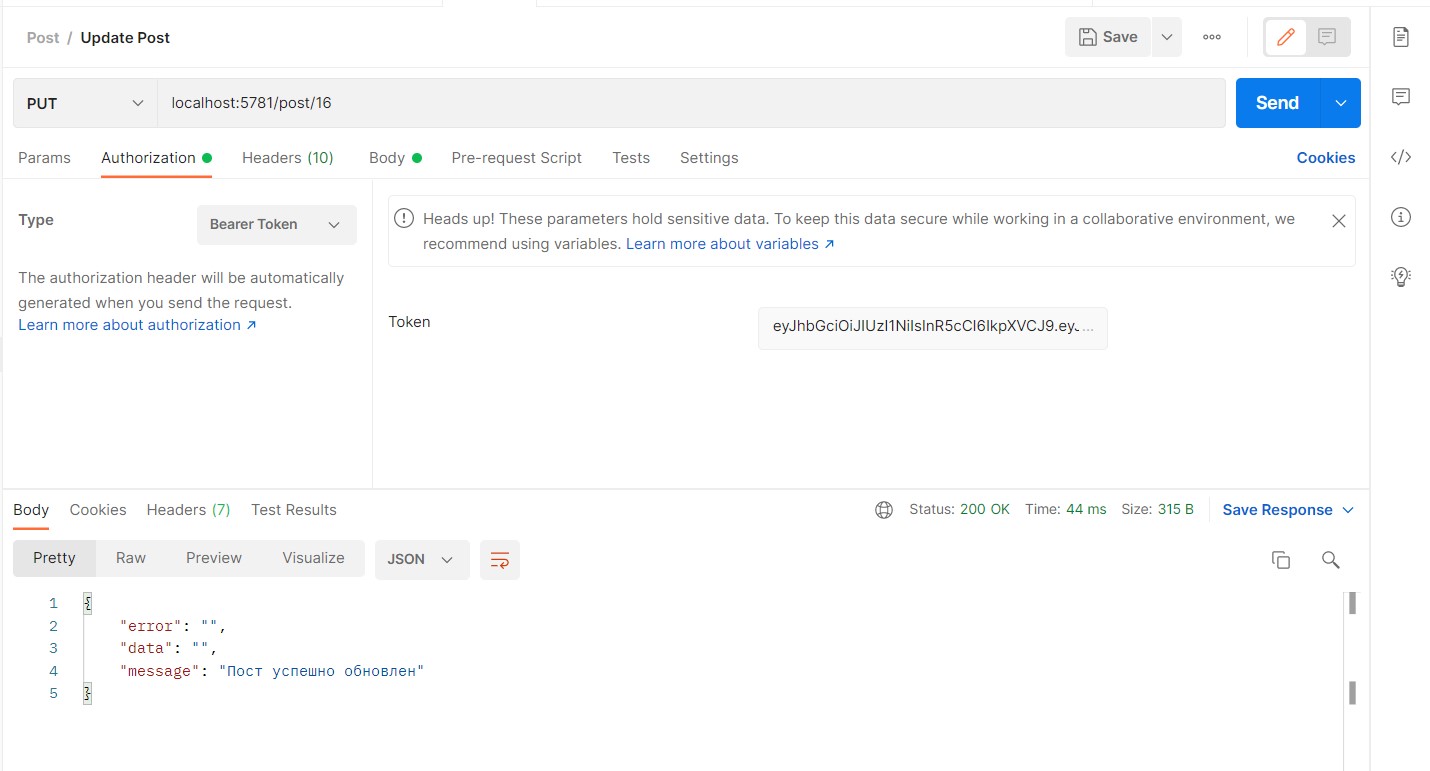 Post / Update Post
Save
PUT
localhost:5781/post/16
Send
Params Authorization Headers (10) Body Pre-request Script Tests Settings Cookies
Type
Bearer Token
The authorization header will be automatically
generated when you send the request.
Learn more about authorization ↗
Heads up! These parameters hold sensitive data. To keep this data secure while working in a collaborative environment, we
recommend using variables. Learn more about variables ↗
Token
eyJhbGciOiJIUzI1NiIsInR5cCI6IkpXVCJ9.eyJ...
Body Cookies Headers (7) Test Results
Status: 200 OK Time: 44 ms Size: 315 B Save Response
Pretty Raw Preview Visualize JSON
1 {
2 "error": "",
3 "data": "",
4 "message": "Пост успешно обновлен"
5 }